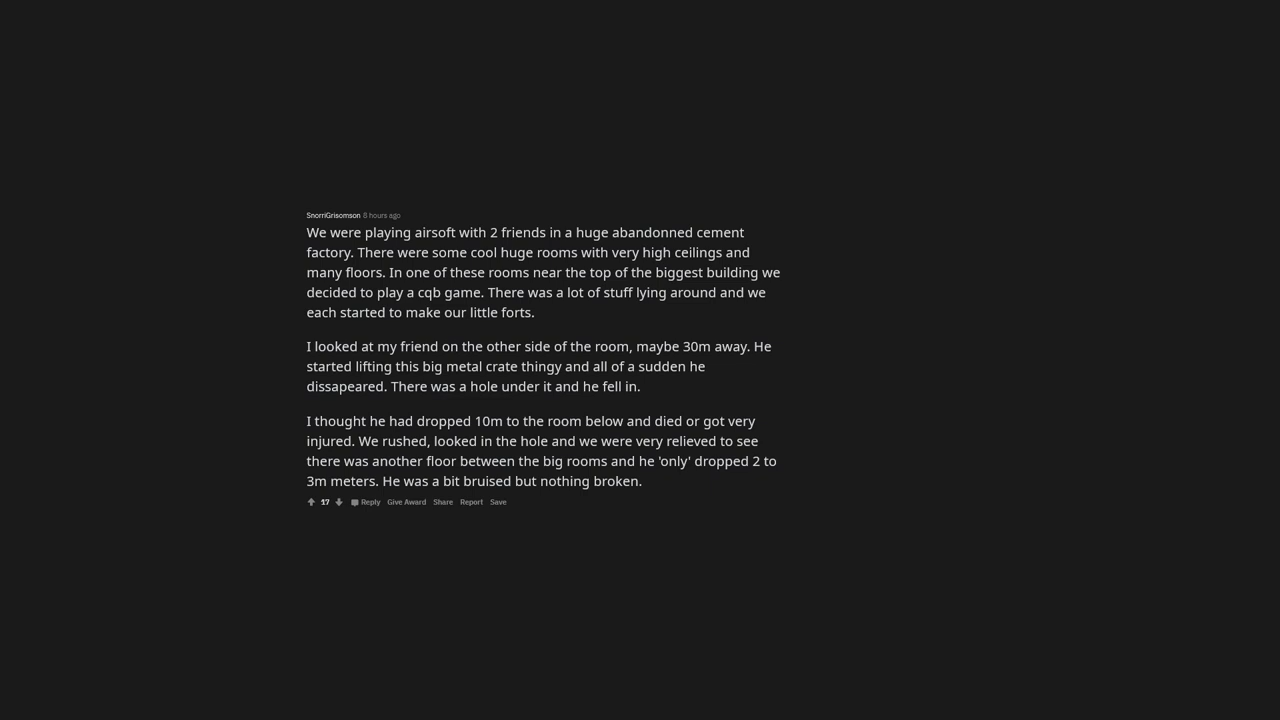 SnorriGrisomson 8 hours ago
We were playing airsoft with 2 friends in a huge abandonned cement
factory. There were some cool huge rooms with very high ceilings and
many floors. In one of these rooms near the top of the biggest building we
decided to play a cqb game. There was a lot of stuff lying around and we
each started to make our little forts.
I looked at my friend on the other side of the room, maybe 30m away. He
started lifting this big metal crate thingy and all of a sudden he
dissapeared. There was a hole under it and he fell in.
I thought he had dropped 10m to the room below and died or got very
injured. We rushed, looked in the hole and we were very relieved to see
there was another floor between the big rooms and he 'only' dropped 2 to
3m meters. He was a bit bruised but nothing broken.
17 Reply Give Award Share Report Save